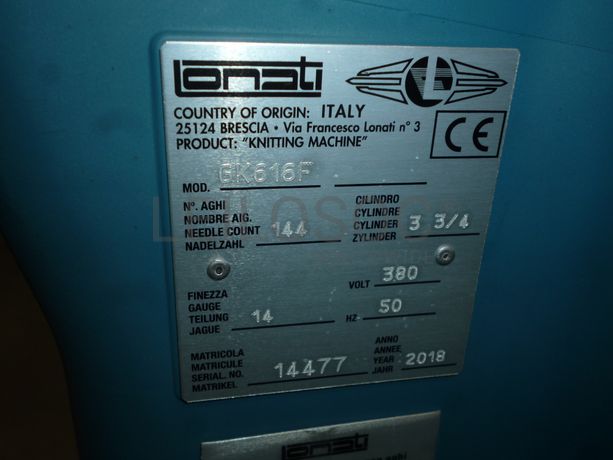 Lonati
L
COUNTRY OF ORIGIN: ITALY
25124 BRESCIA • Via Francesco Lonati n° 3
PRODUCT: "KNITTING MACHINE"
CE
MOD. GK616F
N°. AGHI
NOMBRE AIG.
NEEDLE COUNT 144
NADELZAHL
CILINDRO
CYLINDRE
CYLINDER 3 3/4
ZYLINDER
VOLT 380
FINEZZA
GAUGE
TEILUNG 14
JAGUE
HZ 50
MATRICOLA
MATRICULE
SERIAL. NO. 14477
MATRIKEL
ANNO
ANNEE
YEAR 2018
JAHR
Lonati